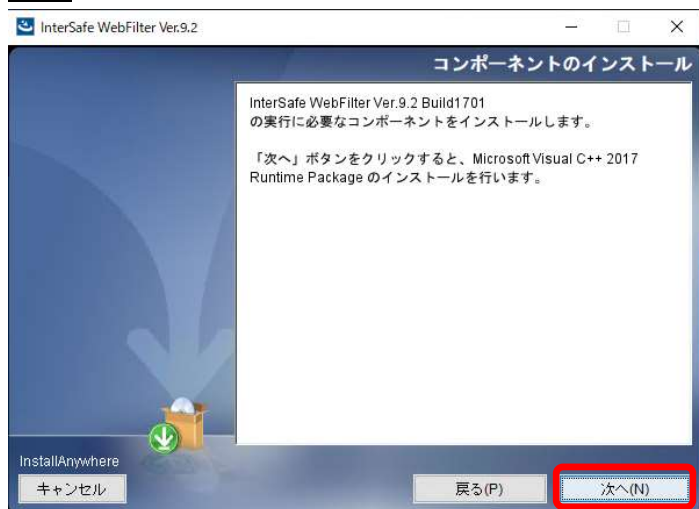 InterSafe WebFilter Ver.9.2
コンポーネントのインストール
InterSafe WebFilter Ver.9.2 Build1701
の実行に必要なコンポーネントをインストールします。
「次へ」ボタンをクリックすると、Microsoft Visual C++ 2017
Runtime Package のインストールを行います。
InstallAnywhere
キャンセル
戻る(P)
次へ(N)